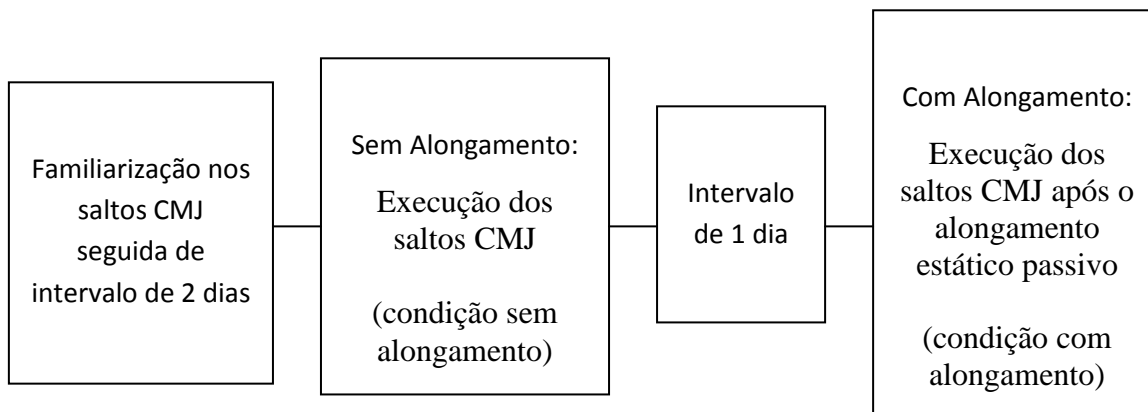 Familiarização nos
saltos CMJ
seguida de
intervalo de 2 dias
Sem Alongamento:
Execução dos
saltos CMJ
(condição sem
alongamento)
Intervalo
de 1 dia
Com Alongamento:
Execução dos
saltos CMJ após o
alongamento
estático passivo
(condição com
alongamento)